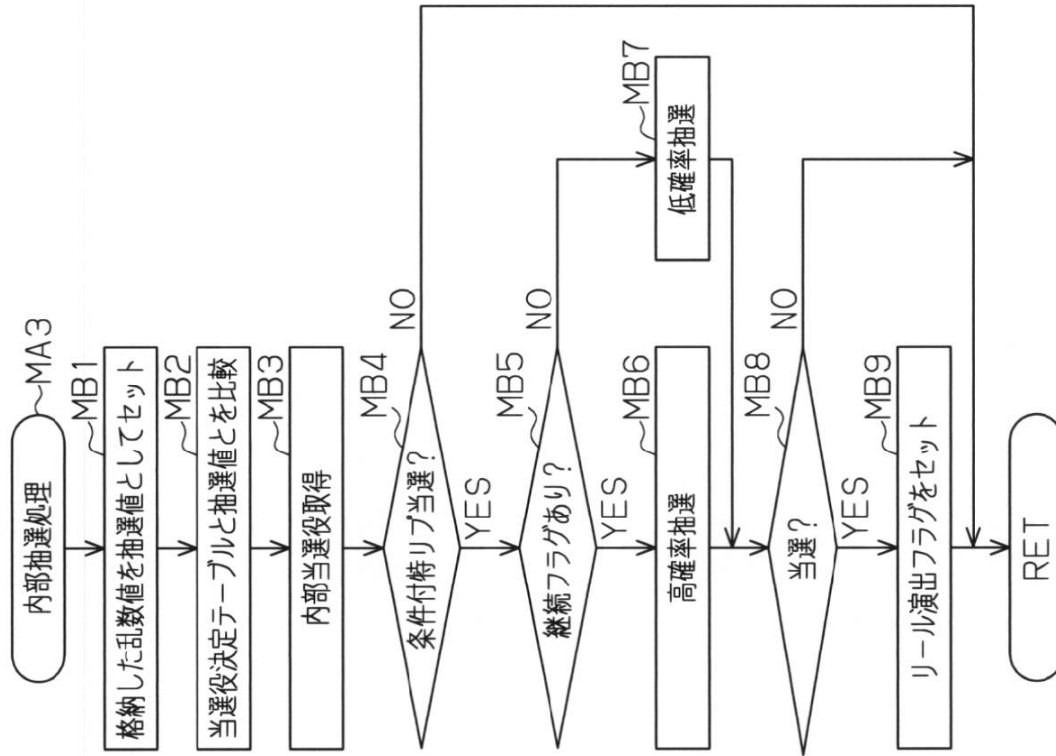 内部抽選処理
MA3
MB1
格納した乱数値を抽選値としてセット
MB2
当選役決定テーブルと抽選値とを比較
MB3
内部当選役取得
MB4
条件付特リプ当選？
NO
YES
MB5
継続フラグあり？
NO
YES
MB6
高確率抽選
MB7
低確率抽選
MB8
当選？
NO
YES
MB9
リール演出フラグをセット
RET